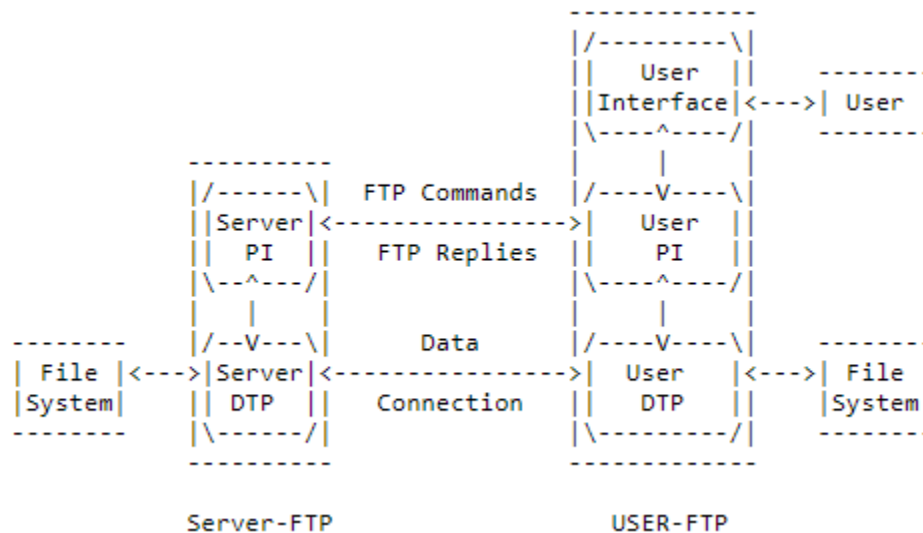 -------------
                                      |/---------\|
                                      ||   User  ||    -------
                                      ||Interface|<--->| User
                                      |\----^----/|    -------
            ----------                |     |     |
            |/------\|  FTP Commands  |/----V----\|
            ||Server|<---------------->|   User  ||
            ||  PI  ||   FTP Replies  ||    PI   ||
            |\--^---/|                |\----^----/|
            |   |    |                |     |     |
--------    |/--V---\|      Data      |/----V----\|    -------
| File |<--->|Server|<---------------->|  User   |<--->| File
|System|    || DTP  ||   Connection   ||   DTP   ||    |System
--------    |\------/|                |\---------/|    -------
            ----------                -------------
            Server-FTP                   USER-FTP